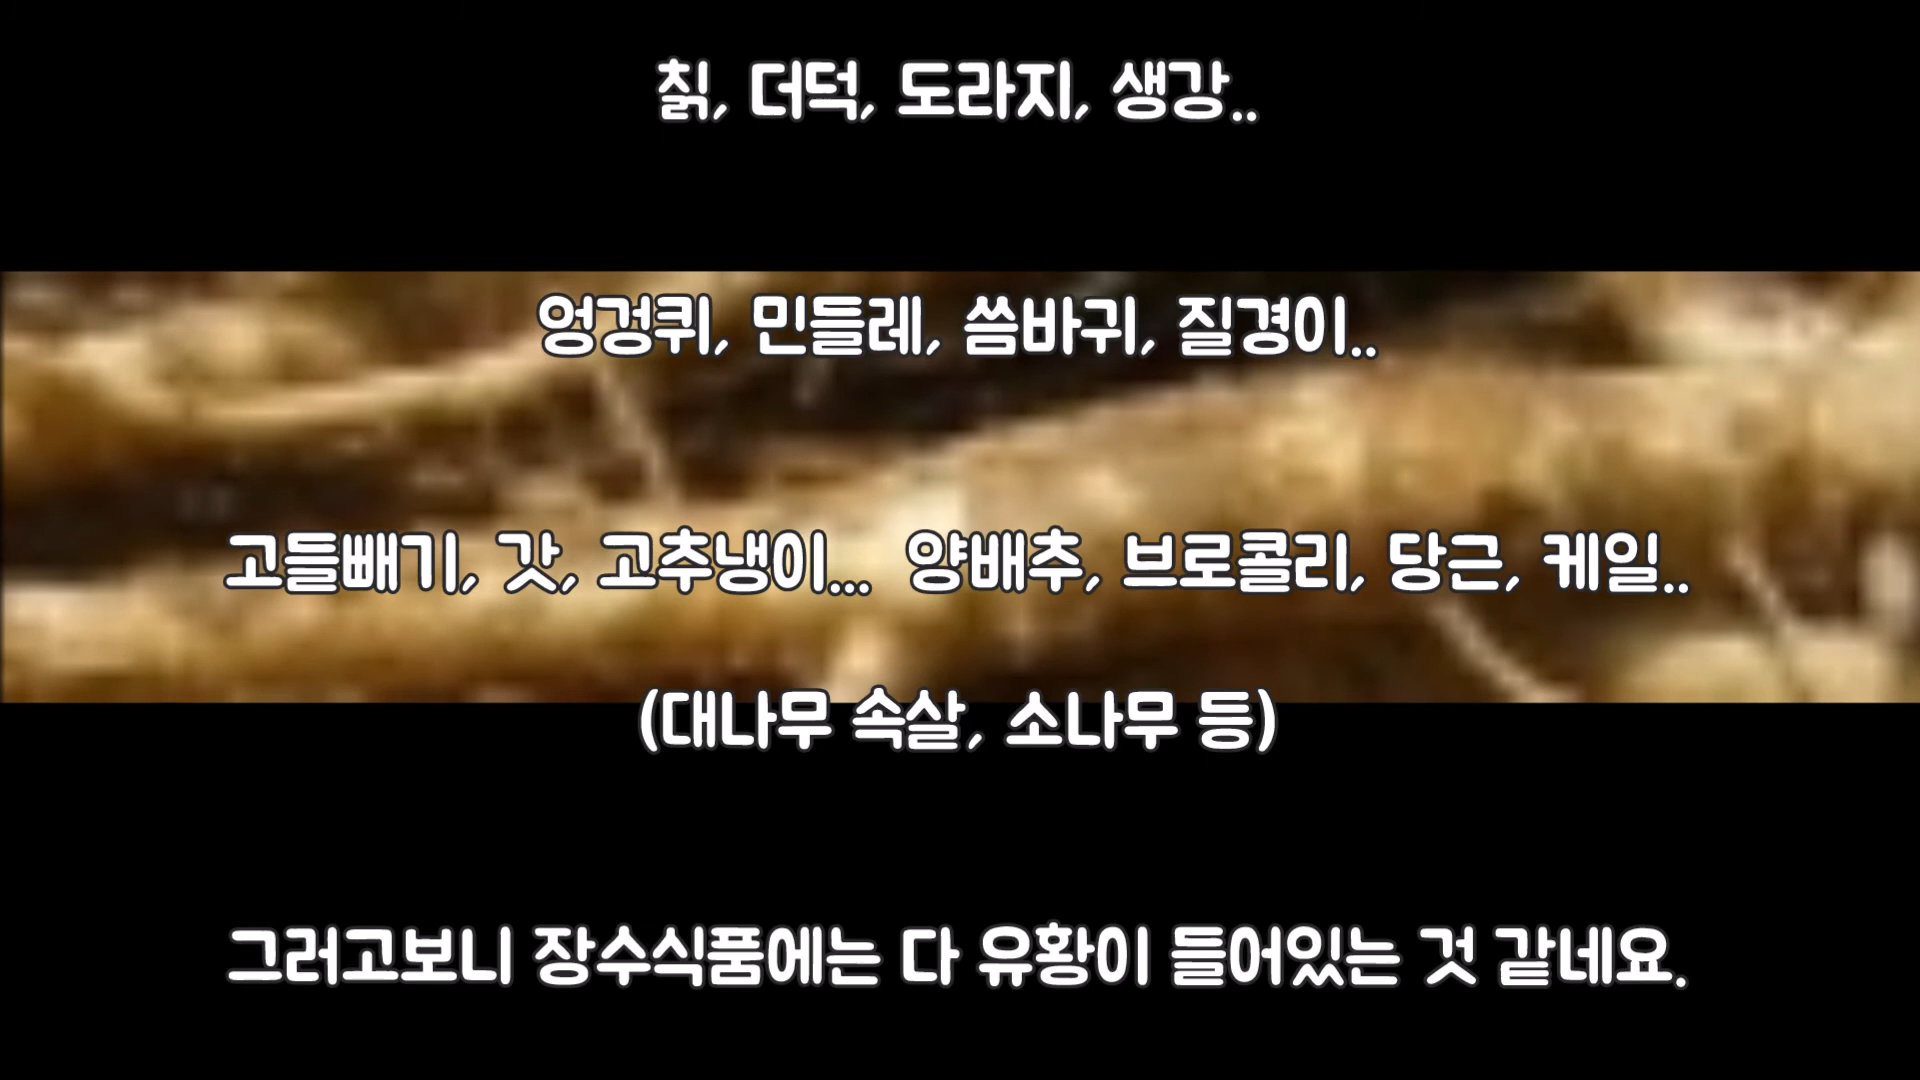 칡, 더덕, 도라지, 생강..
엉겅퀴, 민들레, 씀바귀, 질경이..
고들빼기, 갓, 고추냉이... 양배추, 브로콜리, 당근, 케일..
(대나무 속살, 소나무 등)
그러고보니 장수식품에는 다 유황이 들어있는 것 같네요.